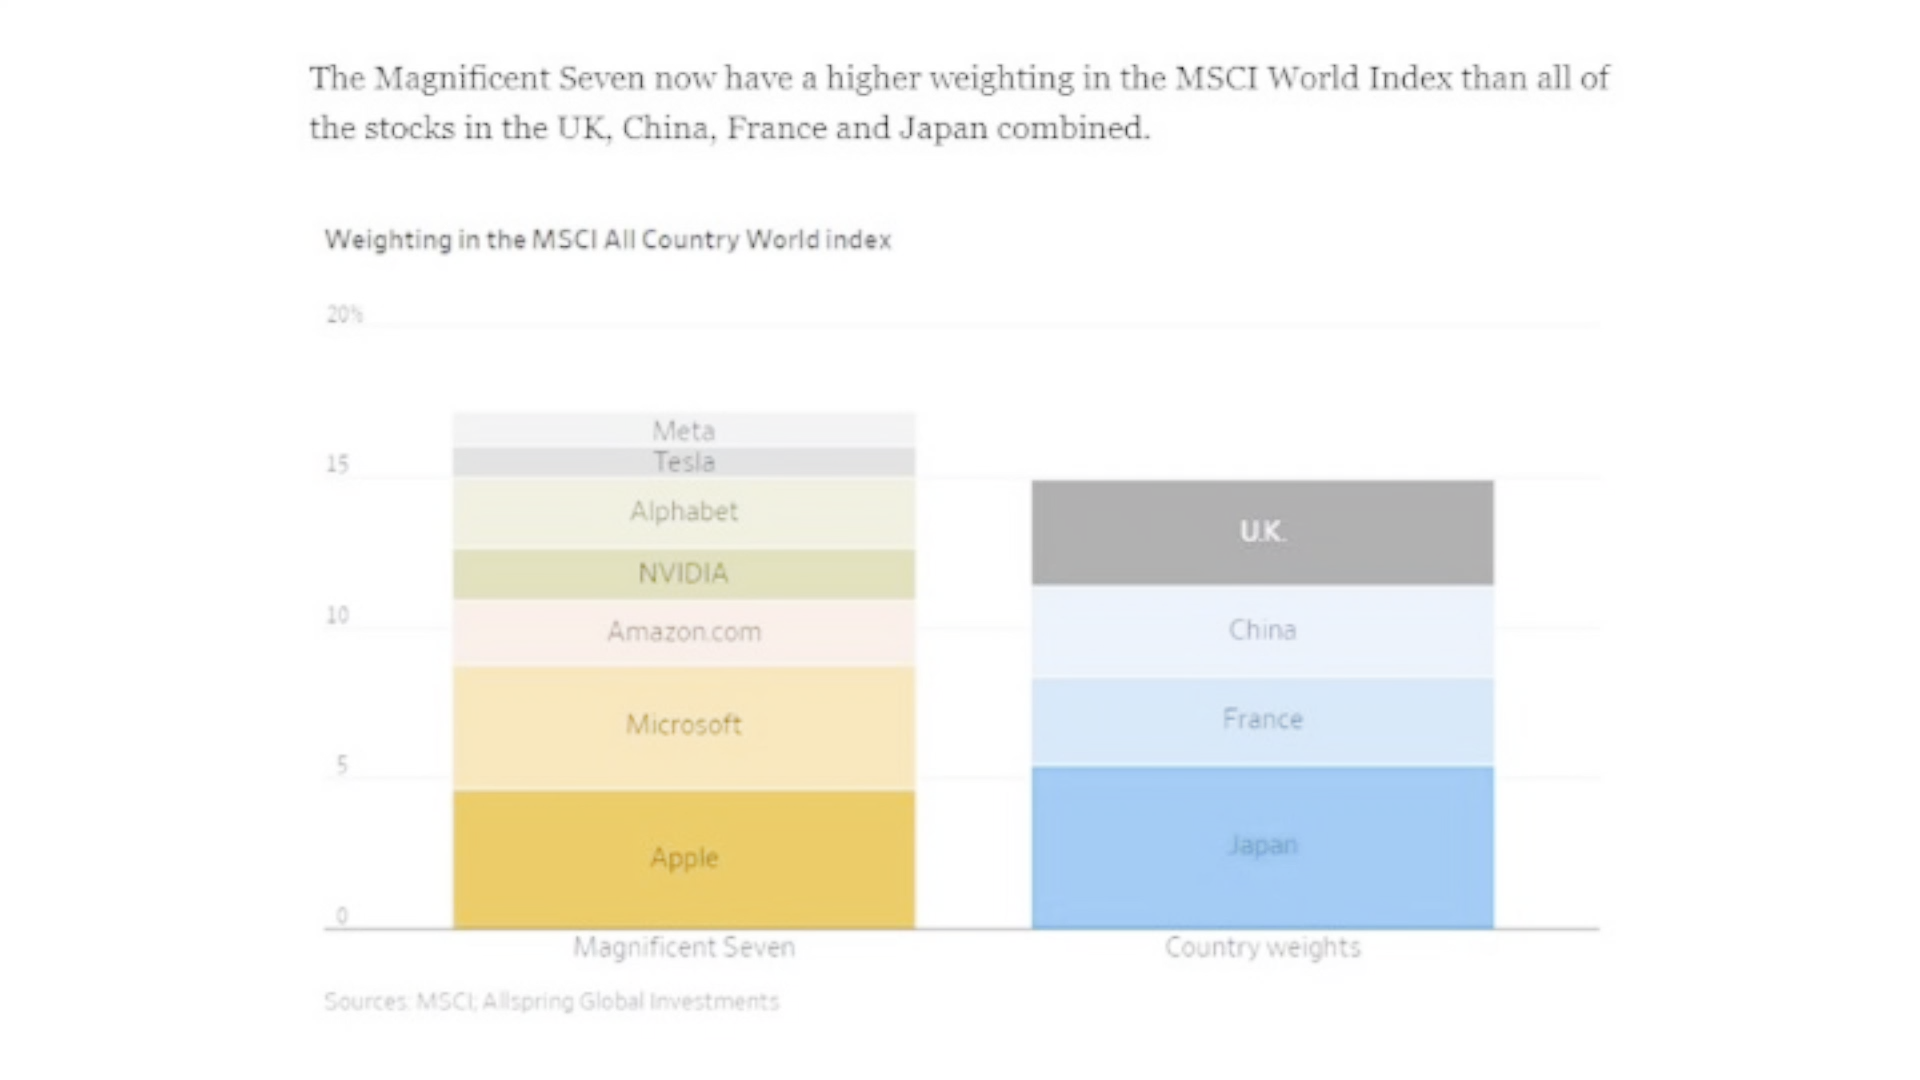 The Magnificent Seven now have a higher weighting in the MSCI World Index than all of
the stocks in the UK, China, France and Japan combined.
Weighting in the MSCI All Country World index
20%
15
10
5
0
Meta
Tesla
Alphabet
NVIDIA
Amazon.com
Microsoft
Apple
U.K.
China
France
Japan
Magnificent Seven
Country weights
Sources: MSCI; Allspring Global Investments